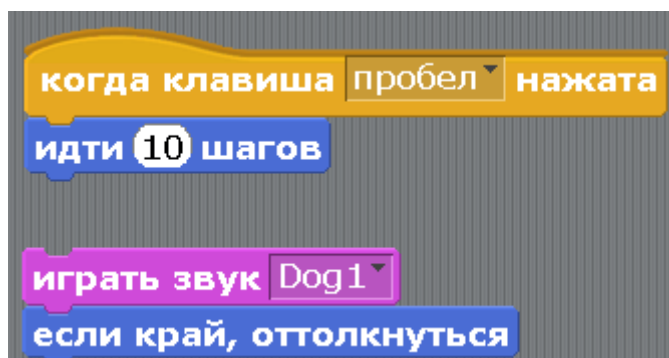 когда клавиша пробел нажата
идти 10 шагов
играть звук Dog1
если край, оттолкнуться